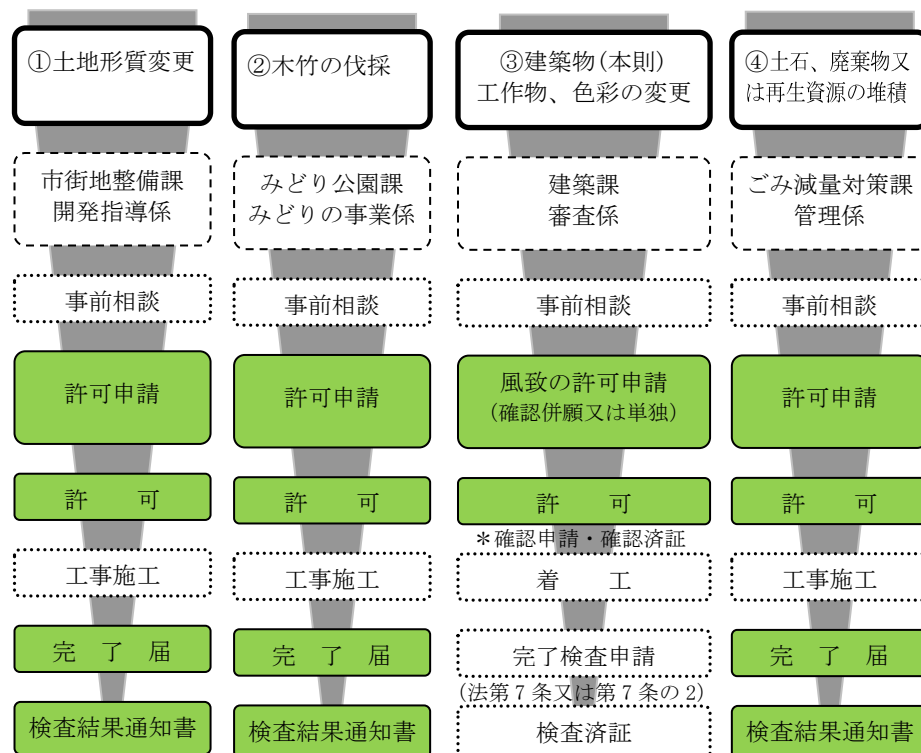 ①土地形質変更
市街地整備課
開発指導係
事前相談
許可申請
許　可
工事施工
完　了　届
検査結果通知書
②木竹の伐採
みどり公園課
みどりの事業係
事前相談
許可申請
許　可
工事施工
完　了　届
検査結果通知書
③建築物(本則)
工作物、色彩の変更
建築課
審査係
事前相談
風致の許可申請
(確認併願又は単独)
許　可
＊確認申請・確認済証
着　工
完了検査申請
(法第７条又は第７条の２)
検査済証
④土石、廃棄物又
は再生資源の堆積
ごみ減量対策課
管理係
事前相談
許可申請
許　可
工事施工
完　了　届
検査結果通知書